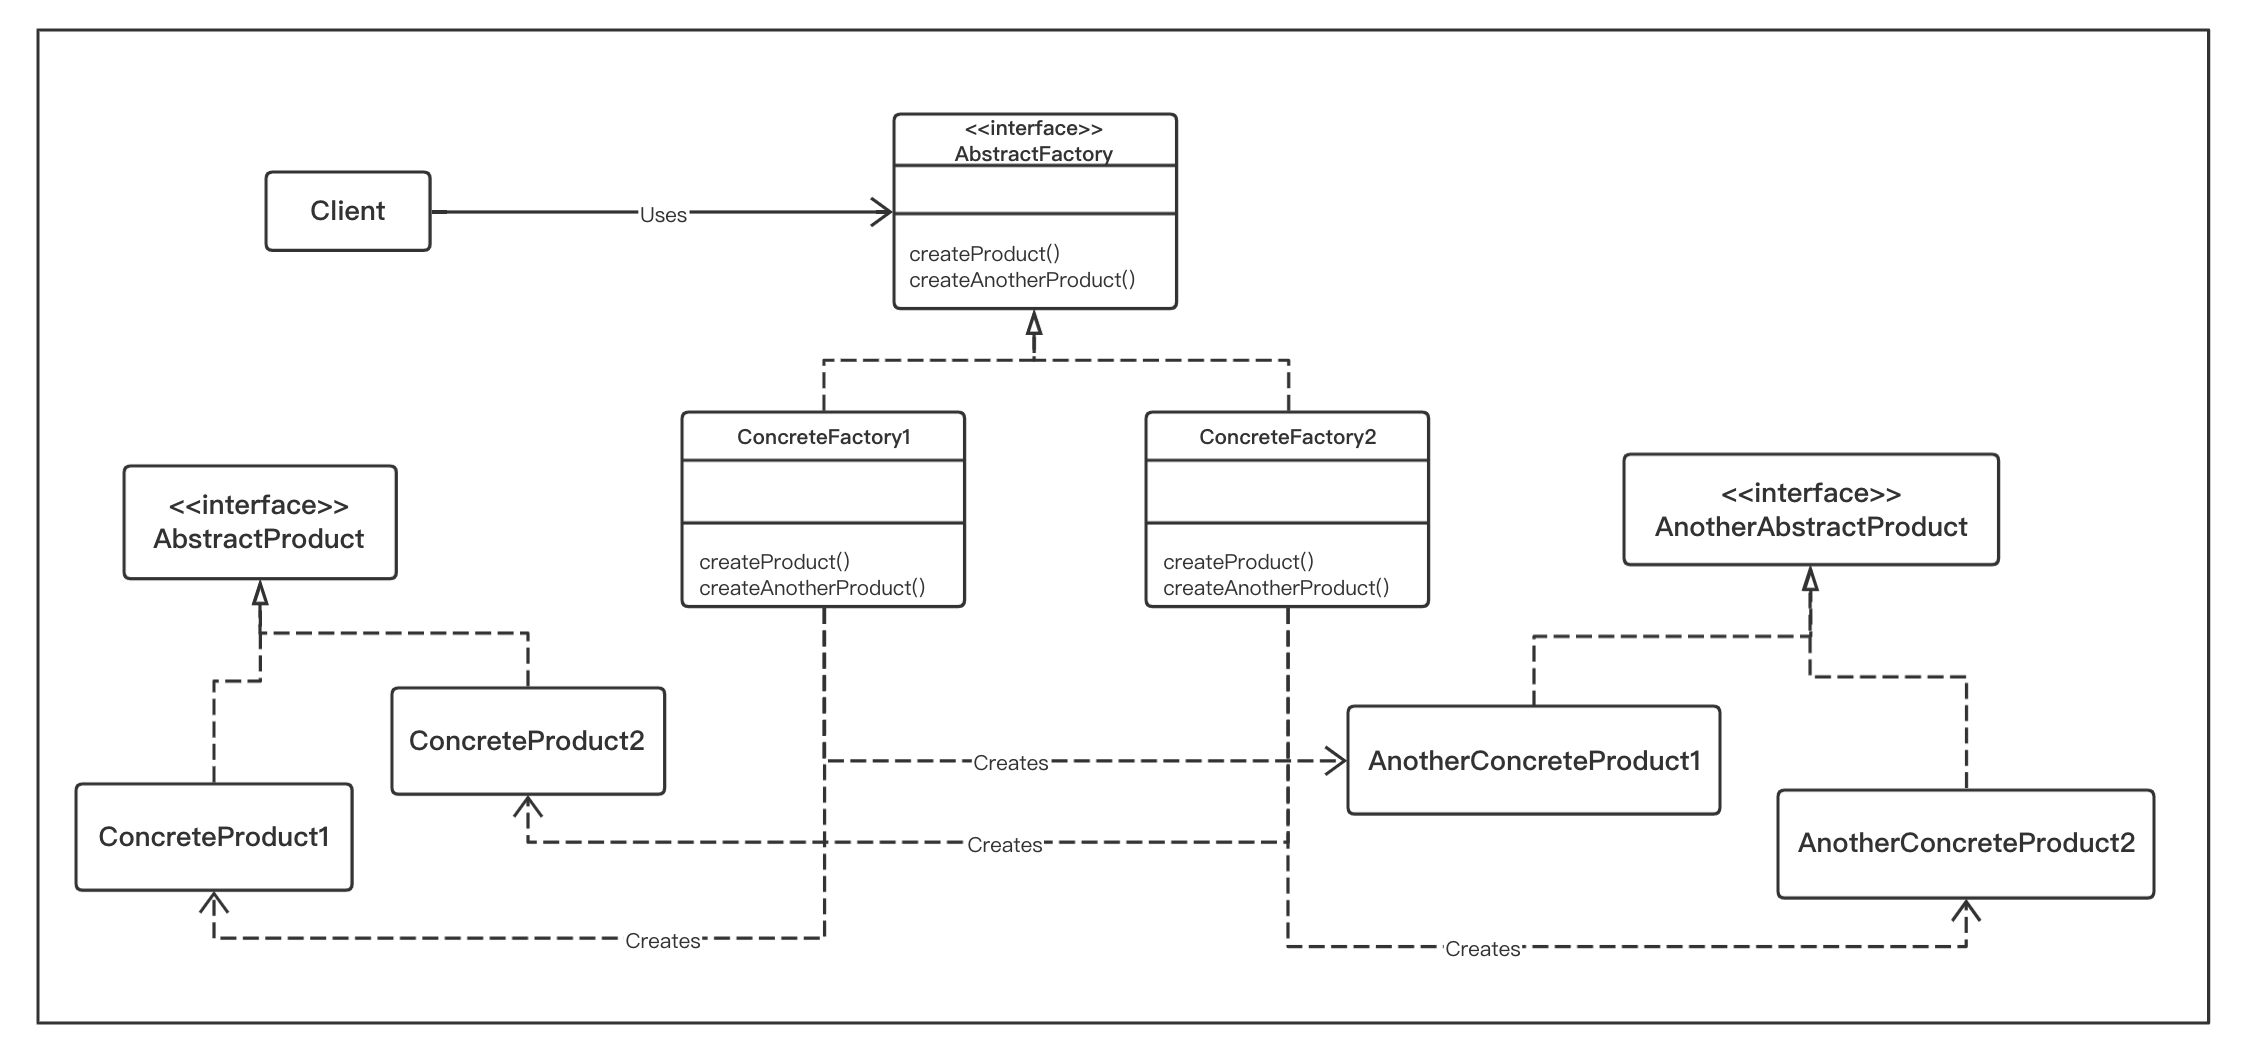 <<interface>>
AbstractFactory
Client
Uses
createProduct()
createAnotherProduct()
ConcreteFactory1
ConcreteFactory2
<<interface>>
AbstractProduct
<<interface>>
AnotherAbstractProduct
createProduct()
createAnotherProduct()
createProduct()
createAnotherProduct()
ConcreteProduct2
Creates
AnotherConcreteProduct1
ConcreteProduct1
Creates
AnotherConcreteProduct2
Creates
Creates